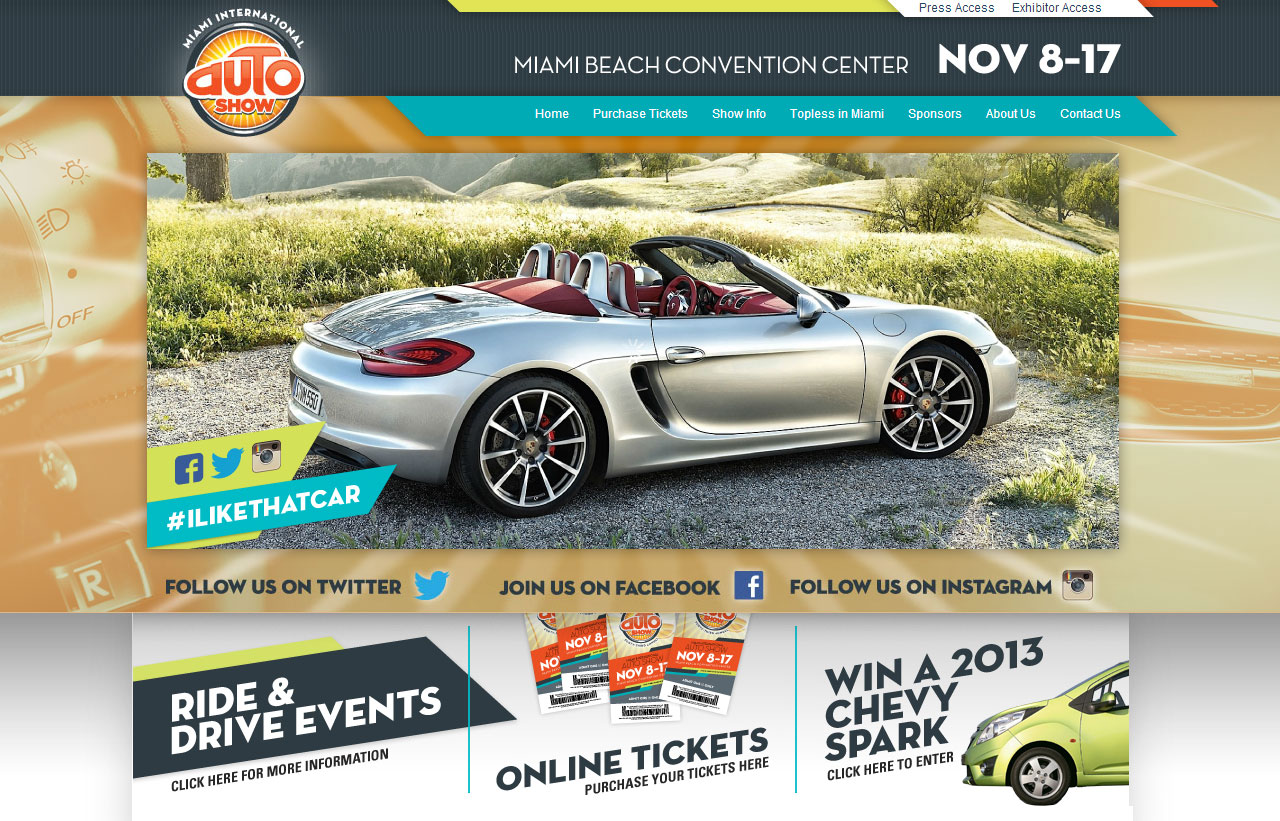 Press Access Exhibitor Access
MIAMI INTERNATIONAL
AUTO
SHOW
MIAMI BEACH CONVENTION CENTER NOV 8-17
Home Purchase Tickets Show Info Topless in Miami Sponsors About Us Contact Us
OFF
R
#ILIKETHATCAR
FOLLOW US ON TWITTER
JOIN US ON FACEBOOK
FOLLOW US ON INSTAGRAM
RIDE &
DRIVE EVENTS
CLICK HERE FOR MORE INFORMATION
AUTO
SHOW
NOV 8-17
NOV 8-17
ONLINE TICKETS
PURCHASE YOUR TICKETS HERE
WIN A 2013
CHEVY
SPARK
CLICK HERE TO ENTER